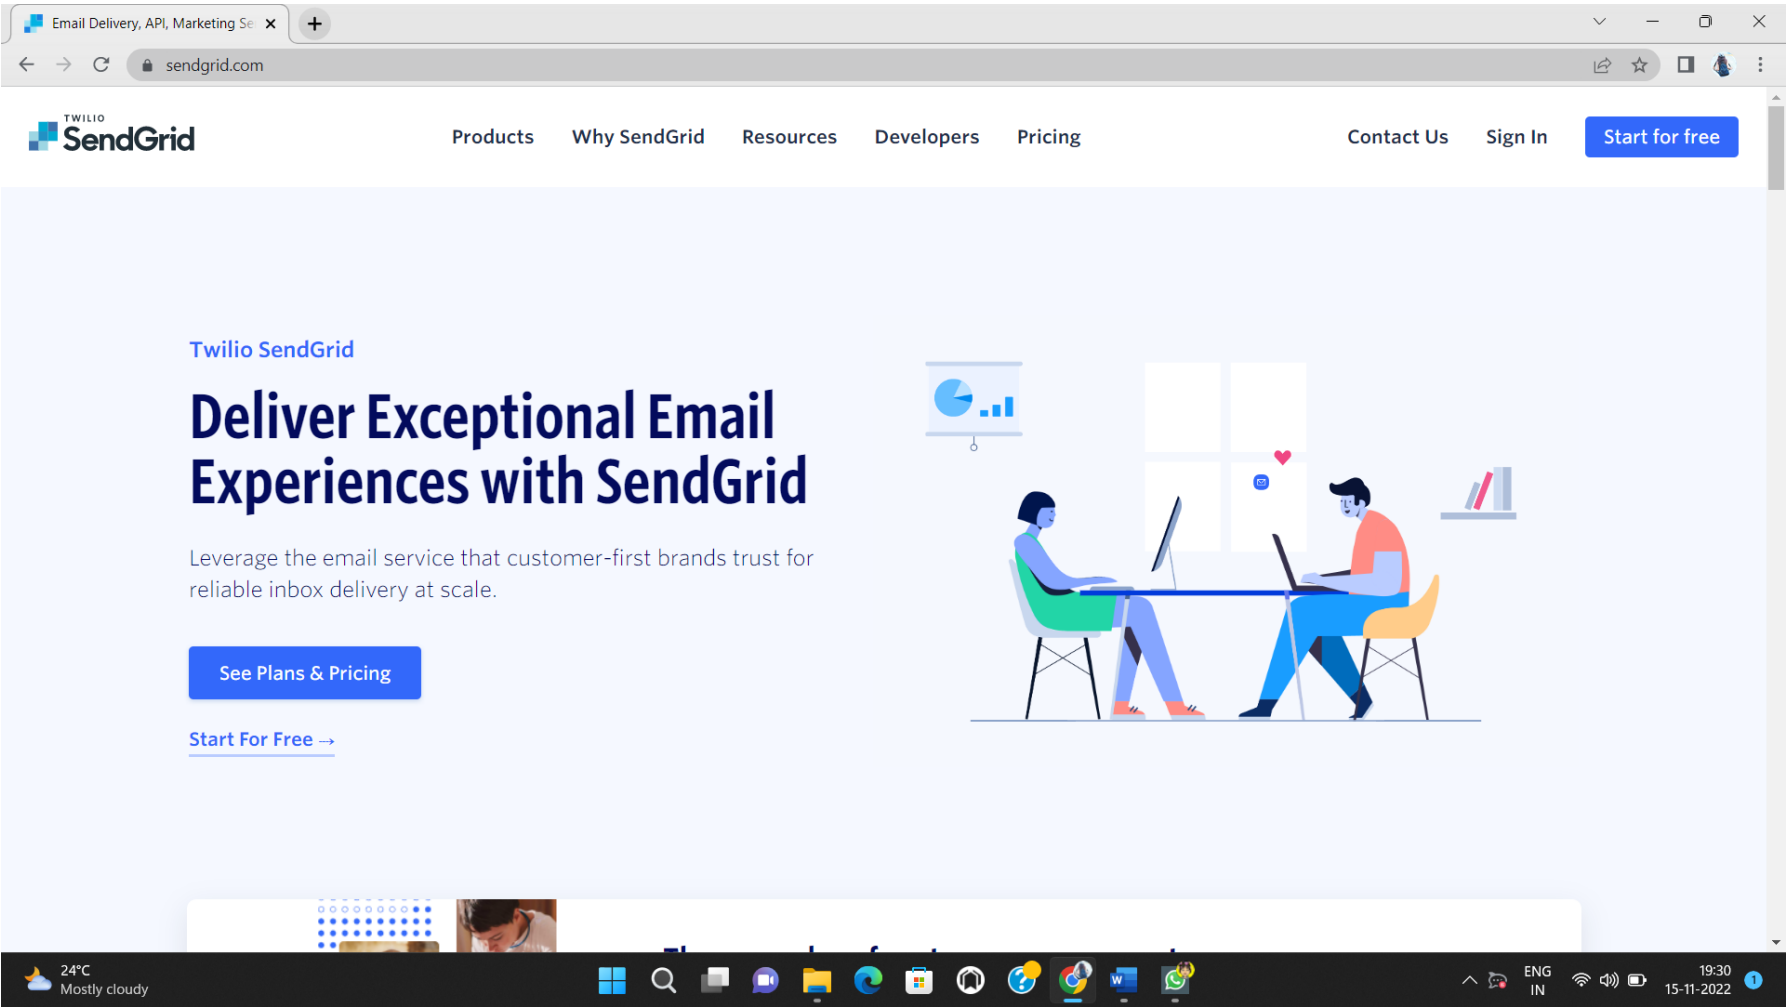 Email Delivery, API, Marketing Se
sendgrid.com
TWILIO
SendGrid
Products
Why SendGrid
Resources
Developers
Pricing
Contact Us
Sign In
Start for free
Twilio SendGrid
Deliver Exceptional Email
Experiences with SendGrid
Leverage the email service that customer-first brands trust for
reliable inbox delivery at scale.
See Plans & Pricing
Start For Free →
24°C
Mostly cloudy
ENG
IN
19:30
15-11-2022
1